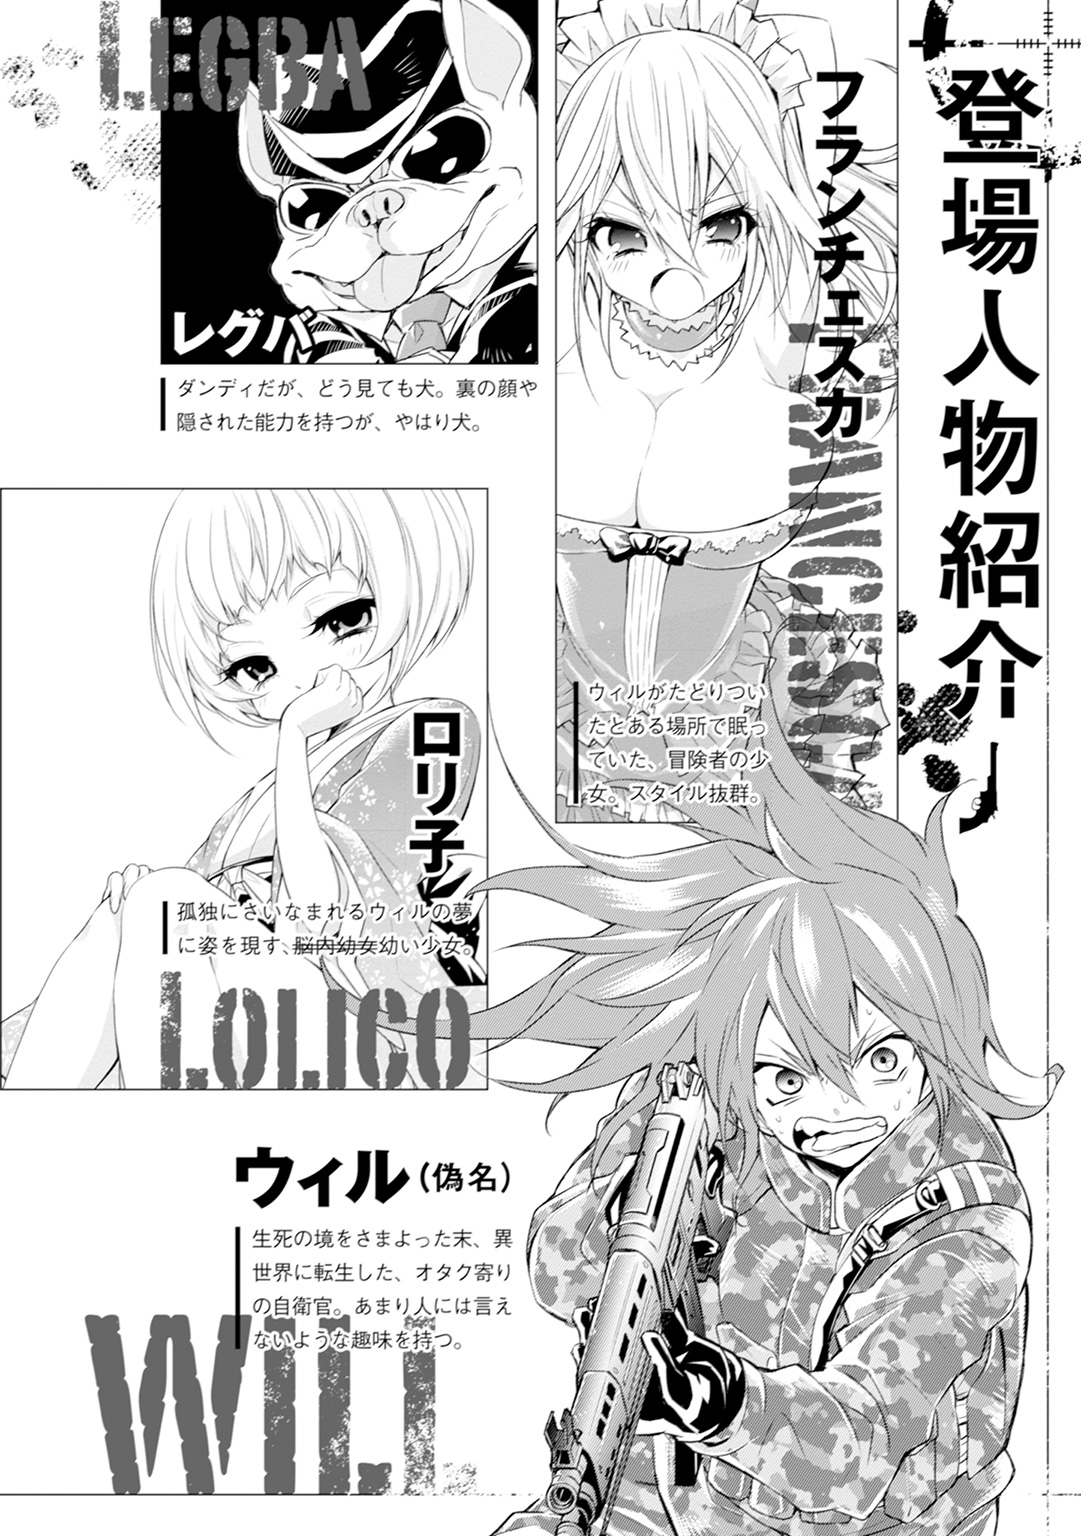 登場人物紹介
フランチェスカ
FRANCESCA
ウィルがたどりつい
たとある場所で眠っ
ていた、冒険者の少
女。スタイル抜群。
LEGBA
レグバ
ダンディだが、どう見ても犬。裏の顔や
隠された能力を持つが、やはり犬。
ロリ子
孤独にさいなまれるウィルの夢
に姿を現す、脳内幼女幼い少女。
LOLICO
ウィル（偽名）
生死の境をさまよった末、異
世界に転生した、オタク寄り
の自衛官。あまり人には言え
ないような趣味を持つ。
WILL